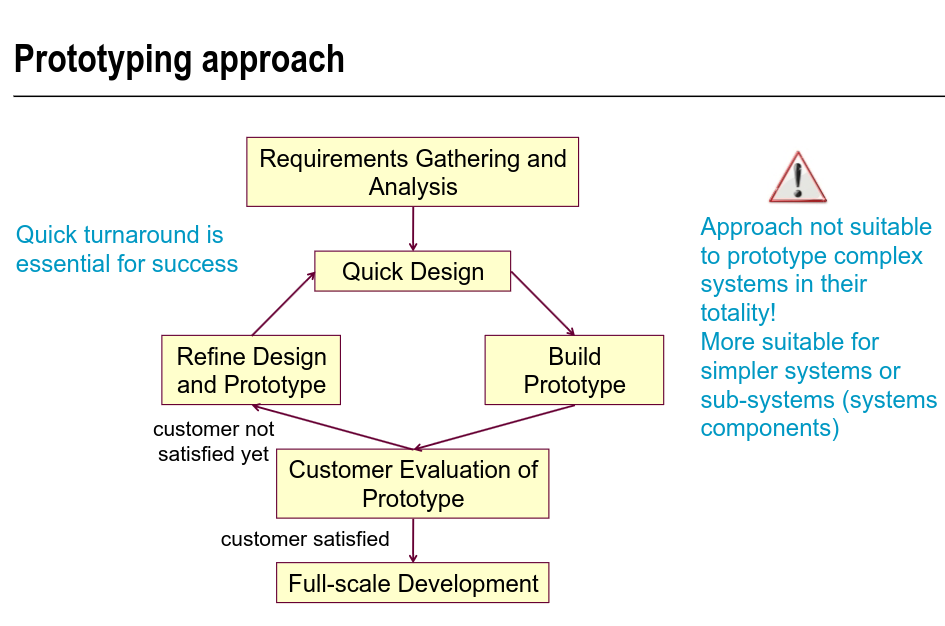 Prototyping approach
Requirements Gathering and
Analysis
Quick turnaround is
essential for success
Quick Design
Approach not suitable
to prototype complex
systems in their
totality!
More suitable for
simpler systems or
sub-systems (systems
components)
Refine Design
and Prototype
Build
Prototype
customer not
satisfied yet
Customer Evaluation of
Prototype
customer satisfied
Full-scale Development